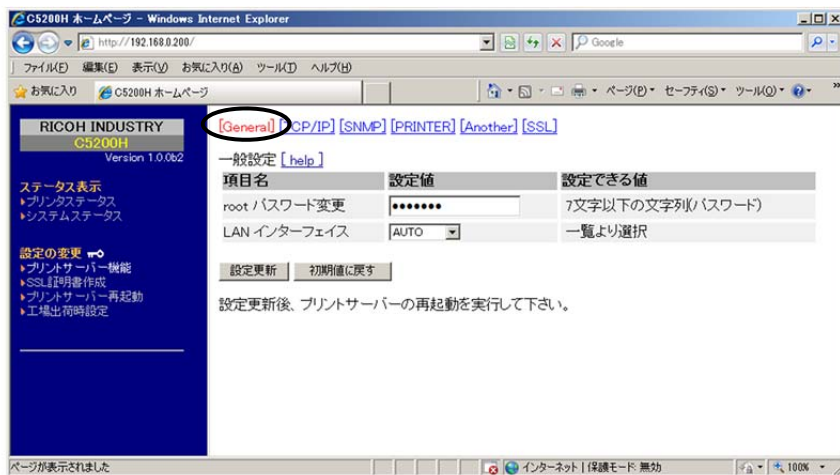 C5200H ホームページ - Windows Internet Explorer
http://192.168.0.200/
Google
ファイル(F) 編集(E) 表示(V) お気に入り(A) ツール(T) ヘルプ(H)
お気に入り C5200H ホームページ
ページ(P) セーフティ(S) ツール(O)
RICOH INDUSTRY
C5200H
Version 1.0.0b2
ステータス表示
プリンタステータス
システムステータス
設定の変更
プリントサーバー機能
SSL証明書作成
プリントサーバー再起動
工場出荷時設定
[General] [TCP/IP] [SNMP] [PRINTER] [Another] [SSL]
一般設定 [ help ]
項目名 設定値 設定できる値
root パスワード変更 ••••••• 7文字以下の文字列(パスワード)
LAN インターフェイス AUTO 一覧より選択
設定更新 初期値に戻す
設定更新後、プリントサーバーの再起動を実行して下さい。
ページが表示されました
インターネット | 保護モード: 無効
100%